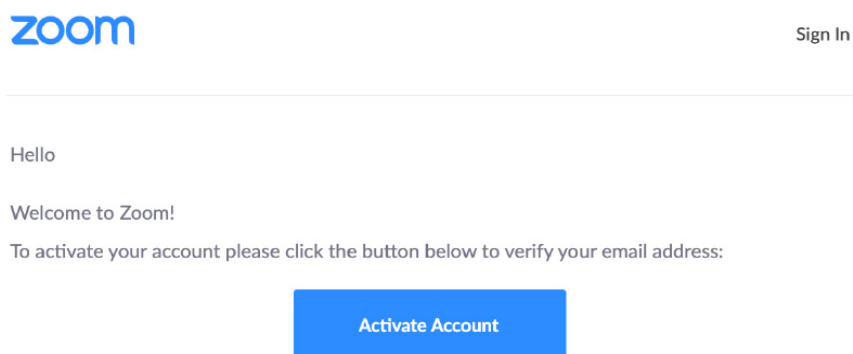 zoom
Sign In
Hello
Welcome to Zoom!
To activate your account please click the button below to verify your email address:
Activate Account